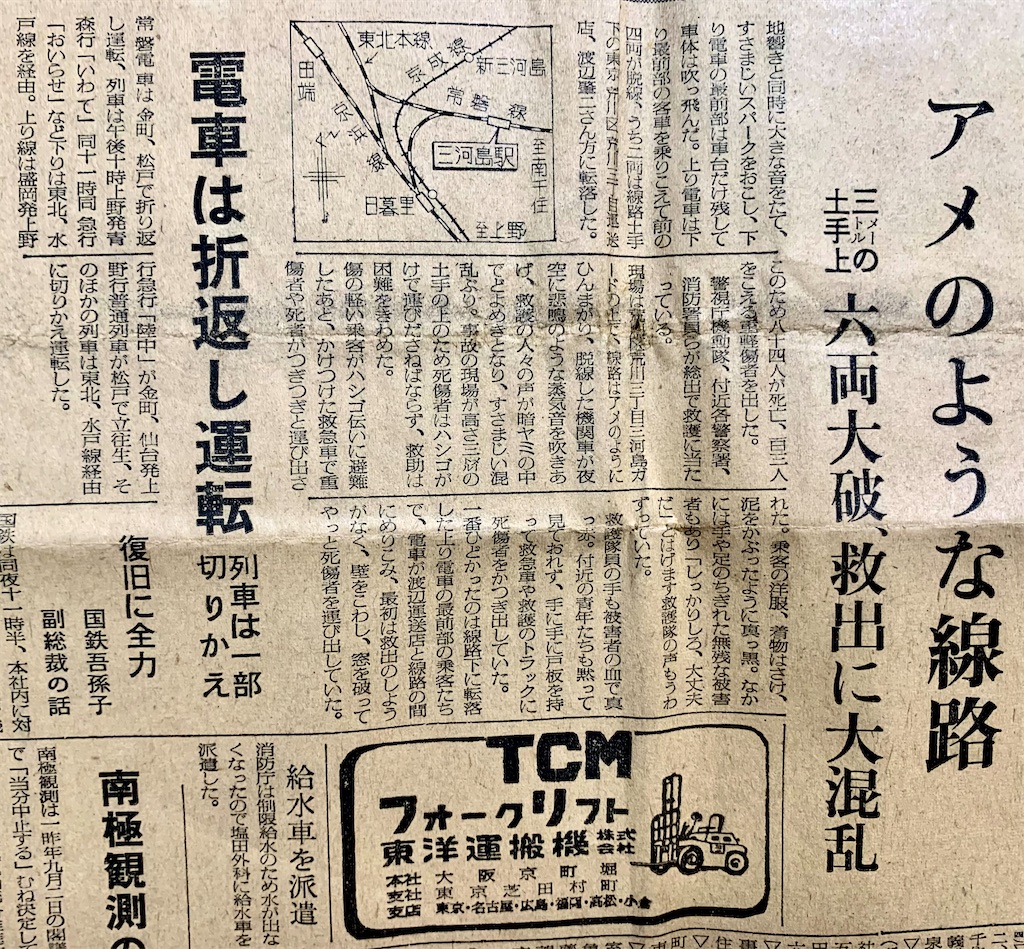 アメのような線路
三メートルの土手上
六両大破、救出に大混乱
地響きと同時に大きな音をたて、
すさまじいスパークをおこし、下
り電車の最前部は車台だけ残して
車体は吹っ飛んだ。上り電車は下
り最前部の客車を乗りこえて前の
四両が脱線、うち二両は線路土手
下の東京
店、渡辺肇二さん方に転落した。
東北本線
京成線
新三河島
田端
京浜線
常磐線
三河島駅
至南千住
日暮里
至上野
このため八十四人が死亡、百三人
をこえる重軽傷者を出した。
警視庁機動隊、付近各警察署、
消防署員らが総出で救護に当た
っている。
現場は荒川三丁目三河島ガ
ードの上で、線路はアメのように
ひんまがり、脱線した機関車が夜
空に悲鳴のような蒸気音を吹きあ
げ、救護の人々の声が暗ヤミの中
でどよめきとなり、すさまじい混
乱ぶり。事故の現場が高さ三㍍の
土手の上のため死傷者はハシゴが
けで運びださねばならず、救助は
困難をきわめた。
傷の軽い乗客がハシゴ伝いに避難
したあと、かけつけた救急車で重
傷者や死者がつぎつぎと運び出さ
れた。乗客の洋服、着物はさけ、
泥をかぶったように真っ黒。なか
には手や足のちぎれた無残な被害
者もあり「しっかりしろ、大丈夫
だ」とはげます救護隊の声もうわ
ずっていた。
救護隊員の手も被害者の血で真
っ赤。付近の青年たちも黙って
見ておれず、手に手に戸板を持
って救急車や救護のトラックに
死傷者をかつぎ出していた。
一番ひどかったのは線路下に転落
した上り電車の最前部の乗客たち
で、電車が渡辺運送店と線路の間
にめりこみ、最初は救出のしよう
がなく、壁をこわし、窓を破って
やっと死傷者を運び出していた。
電車は折返し運転
列車は一部
切りかえ
常磐電車は金町、松戸で折り返
し運転、列車は午後十時上野発青
森行「いわて」同十一時同急行
「おいらせ」など下りは東北、水
戸線を経由。上り線は盛岡発上野
行急行「陸中」が金町、仙台発上
野行普通列車が松戸で立往生、そ
のほかの列車は東北、水戸線経由
に切りかえ運転した。
復旧に全力
国鉄吾孫子
副総裁の話
国鉄は同夜十一時半、本社内に対
給水車を派遣
消防庁は制限給水のため水が出な
くなったので塩田外科に給水車を
派遣した。
南極観測の
南極観測は一昨年九月二日の閣議
で「当分中止する」むね決定して
TCM
フォークリフト
東洋運搬機株式会社
本社 大阪京町堀
支社 東京芝田村町
支店 東京・名古屋・広島・福岡・高松・小倉